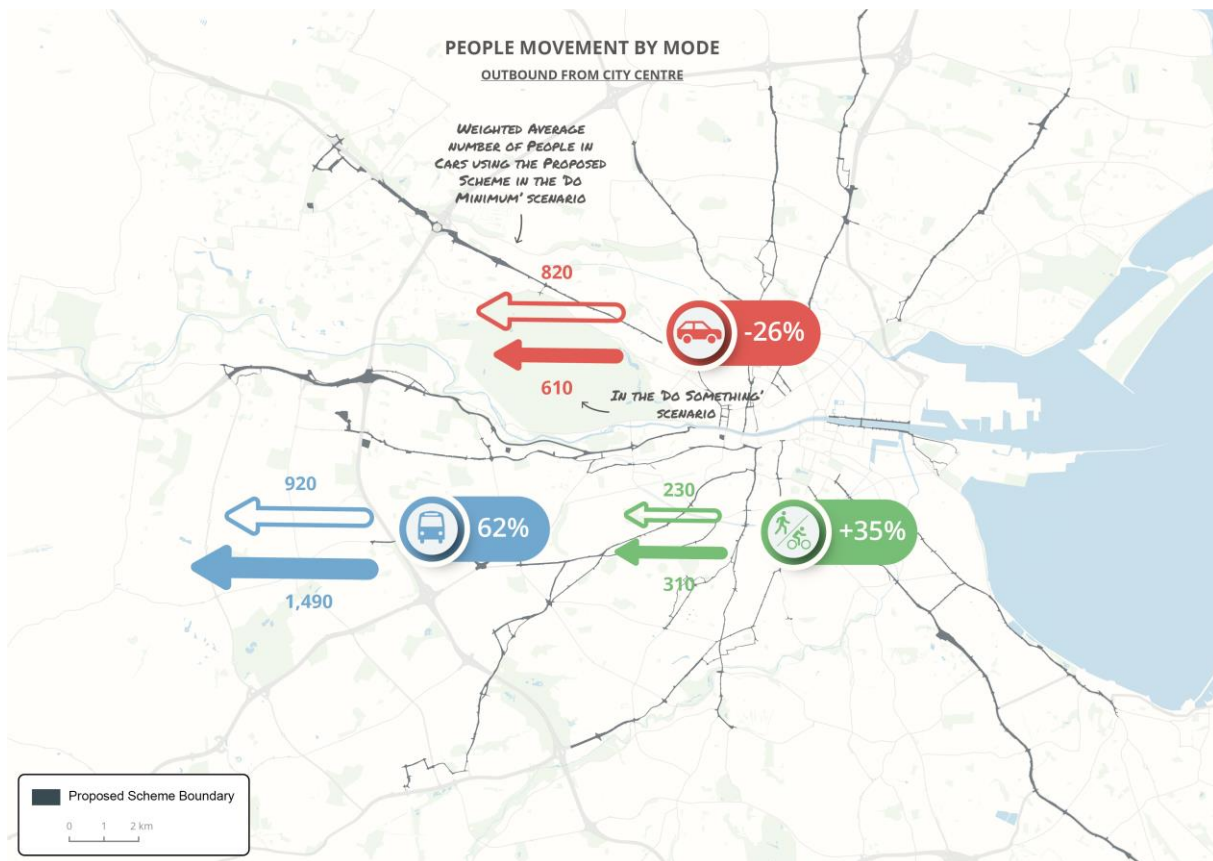 PEOPLE MOVEMENT BY MODE
OUTBOUND FROM CITY CENTRE
WEIGHTED AVERAGE
NUMBER OF PEOPLE IN
CARS USING THE PROPOSED
SCHEME IN THE 'DO
MINIMUM' SCENARIO
820
-26%
610
IN THE 'DO SOMETHING'
SCENARIO
920
62%
1,490
230
+35%
310
Proposed Scheme Boundary
0 1 2 km